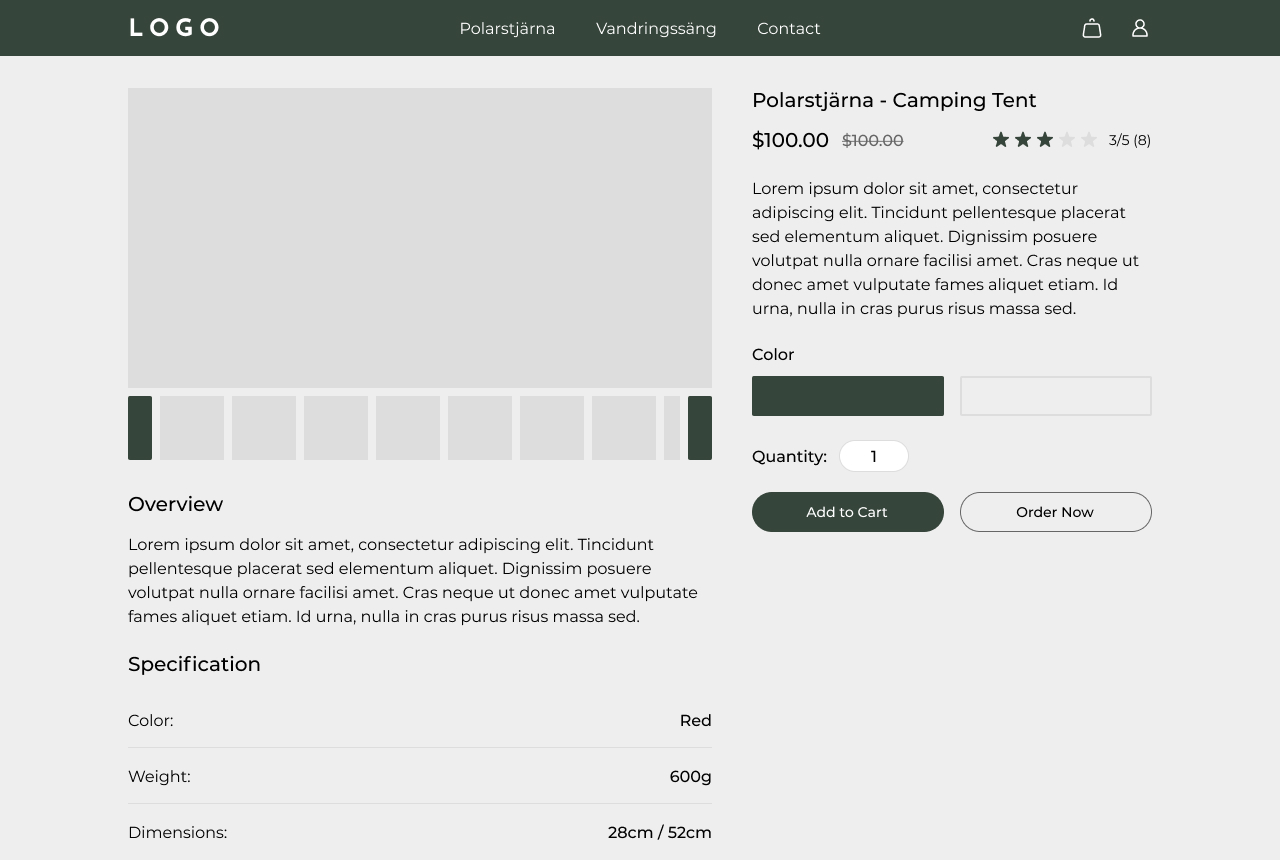 LOGO
Polarstjärna
Vandringssäng
Contact
Polarstjärna - Camping Tent
$100.00 $100.00
3/5 (8)
Lorem ipsum dolor sit amet, consectetur
adipiscing elit. Tincidunt pellentesque placerat
sed elementum aliquet. Dignissim posuere
volutpat nulla ornare facilisi amet. Cras neque ut
donec amet vulputate fames aliquet etiam. Id
urna, nulla in cras purus risus massa sed.
Color
Quantity: 1
Add to Cart
Order Now
Overview
Lorem ipsum dolor sit amet, consectetur adipiscing elit. Tincidunt
pellentesque placerat sed elementum aliquet. Dignissim posuere
volutpat nulla ornare facilisi amet. Cras neque ut donec amet vulputate
fames aliquet etiam. Id urna, nulla in cras purus risus massa sed.
Specification
Color: Red
Weight: 600g
Dimensions: 28cm / 52cm